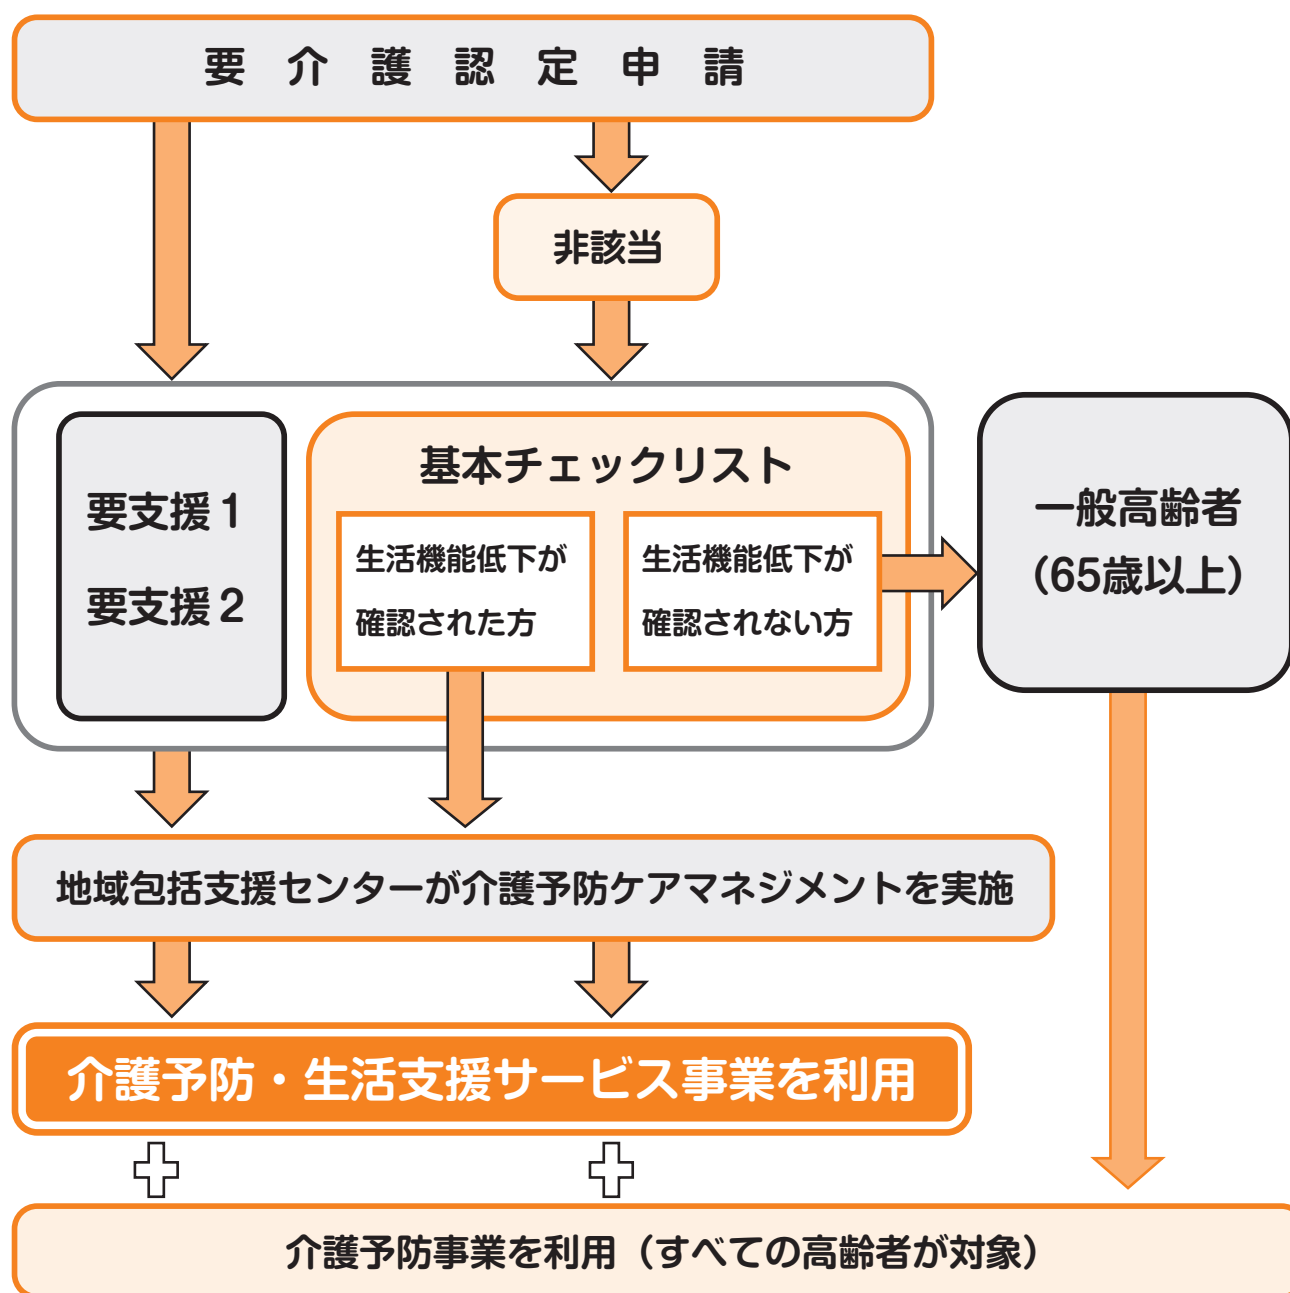 要介護認定申請
非該当
要支援1
要支援2
基本チェックリスト
生活機能低下が
確認された方
生活機能低下が
確認されない方
一般高齢者
（65歳以上）
地域包括支援センターが介護予防ケアマネジメントを実施
介護予防・生活支援サービス事業を利用
介護予防事業を利用（すべての高齢者が対象）